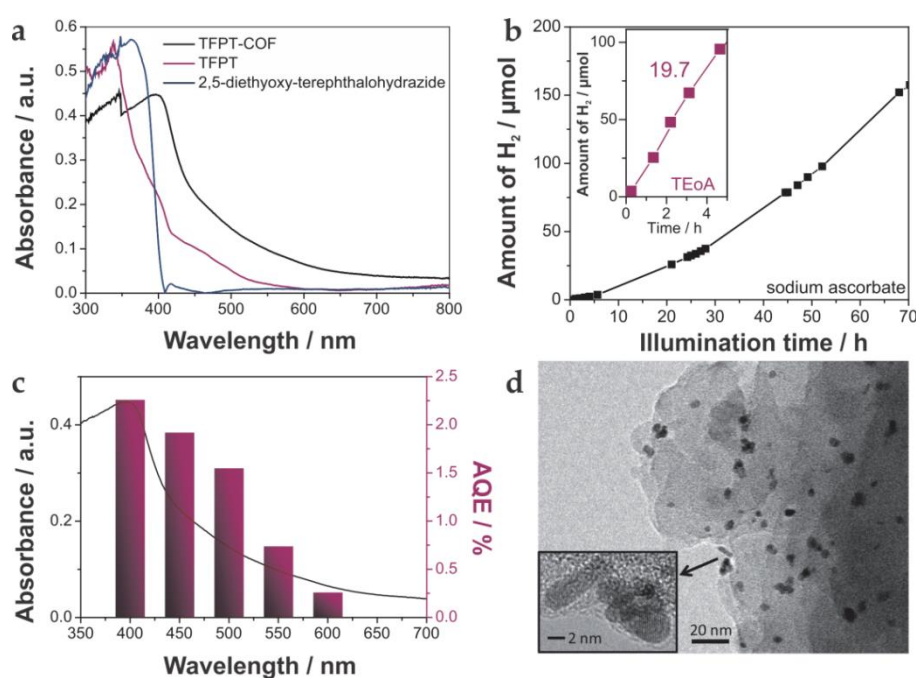 a
Absorbance / a.u.
0.6
0.5
0.4
0.3
0.2
0.1
0.0
TFPT-COF
TFPT
2,5-diethyoxy-terephthalohydrazide
300 400 500 600 700 800
Wavelength / nm
b
Amount of H₂ / μmol
200
150
100
50
0
Amount of H₂ / μmol
100
50
0
19.7
TEoA
0 2 4
Time / h
sodium ascorbate
0 10 20 30 40 50 60 70
Illumination time / h
c
Absorbance / a.u.
0.4
0.2
0.0
2.5
2.0
1.5
1.0
0.5
0.0
AQE / %
350 400 450 500 550 600 650 700
Wavelength / nm
d
2 nm
20 nm